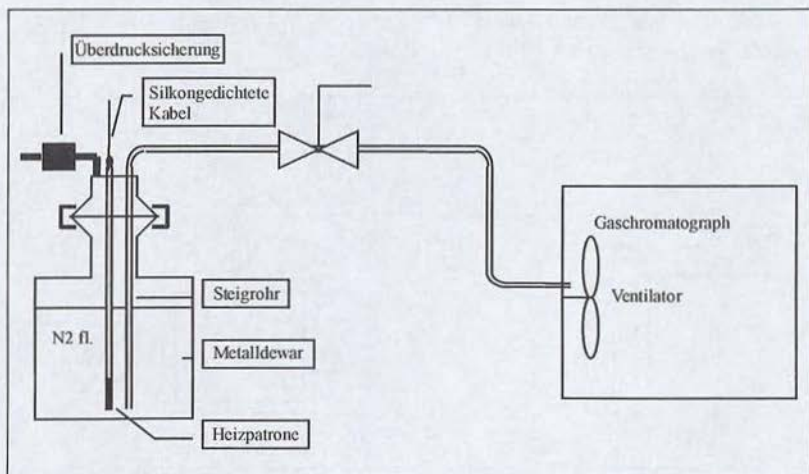 Überdrucksicherung
Silkongedichtete
Kabel
Gaschromatograph
Steigrohr
Ventilator
N2 fl.
Metalldewar
Heizpatrone